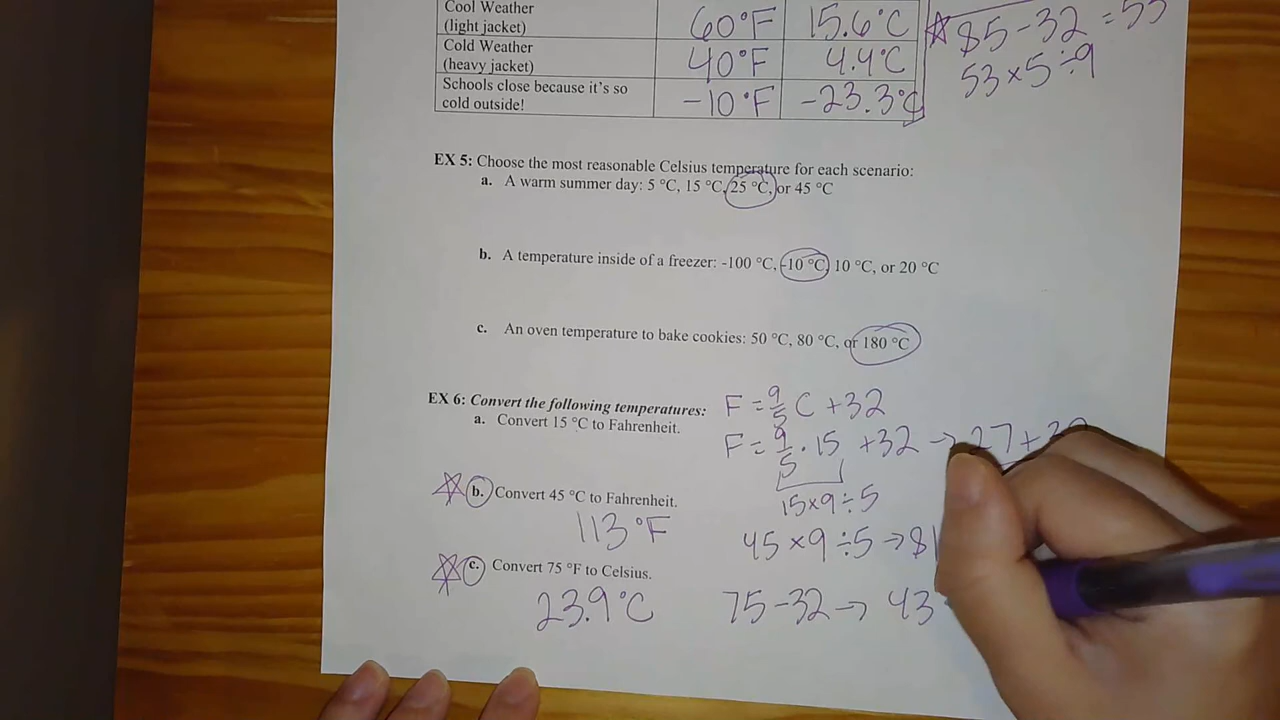 Cool Weather
(light jacket) 60°F 15.6°C
Cold Weather
(heavy jacket) 40°F 4.4°C
Schools close because it's so
cold outside! -10°F -23.3°C
85-32 = 53
53×5÷9
EX 5: Choose the most reasonable Celsius temperature for each scenario:
a. A warm summer day: 5 °C, 15 °C, 25 °C, or 45 °C
b. A temperature inside of a freezer: -100 °C, -10 °C, 10 °C, or 20 °C
c. An oven temperature to bake cookies: 50 °C, 80 °C, or 180 °C
EX 6: Convert the following temperatures: F = 9/5 C +32
a. Convert 15 °C to Fahrenheit. F = 9/5 · 15 +32 → 27+
15×9÷5
b. Convert 45 °C to Fahrenheit.
113°F 45×9÷5→81
c. Convert 75 °F to Celsius.
23.9°C 75-32→ 43